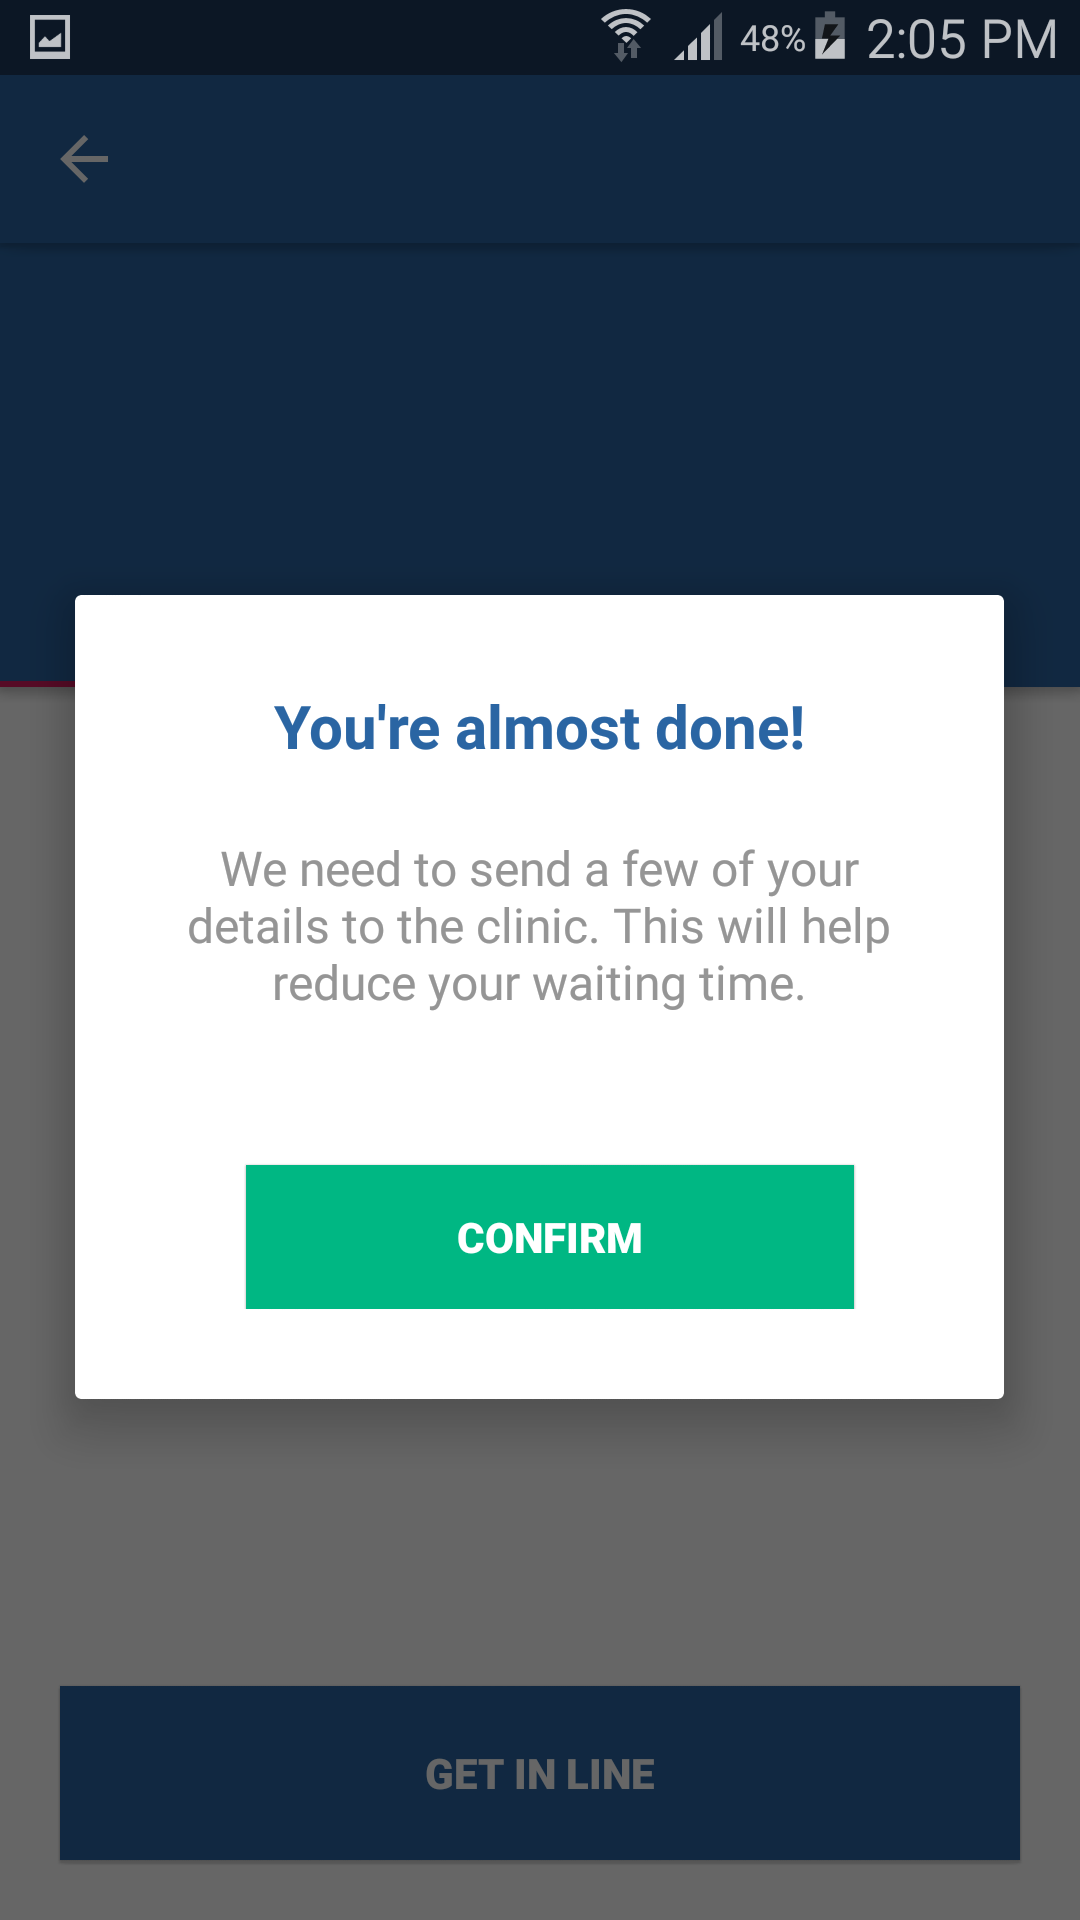 48% 2:05 PM
You're almost done!
We need to send a few of your
details to the clinic. This will help
reduce your waiting time.
CONFIRM
GET IN LINE